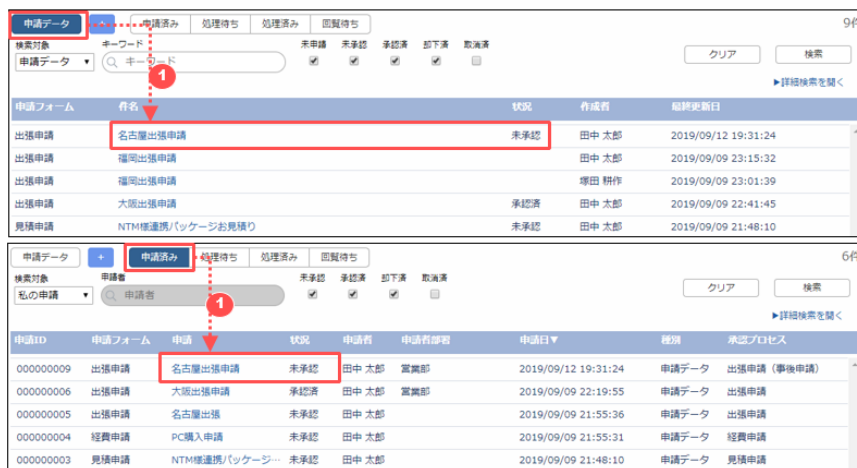 申請データ + 申請済み 処理待ち 処理済み 回覧待ち 9件
検索対象 キーワード 未申請 未承認 承認済 却下済 取消済
申請データ キーワード クリア 検索
1
▶詳細検索を開く
申請フォーム 件名 状況 作成者 最終更新日
出張申請 名古屋出張申請 未承認 田中 太郎 2019/09/12 19:31:24
出張申請 福岡出張申請 田中 太郎 2019/09/09 23:15:32
出張申請 福岡出張申請 塚田 耕作 2019/09/09 23:01:39
出張申請 大阪出張申請 承認済 田中 太郎 2019/09/09 22:41:45
見積申請 NTM様連携パッケージお見積り 未承認 田中 太郎 2019/09/09 21:48:10
申請データ + 申請済み 処理待ち 処理済み 回覧待ち 6件
検索対象 申請者 未承認 承認済 却下済 取消済
私の申請 申請者 クリア 検索
1
▶詳細検索を開く
申請ID 申請フォーム 申請 状況 申請者 申請者部署 申請日▼ 種別 承認プロセス
000000009 出張申請 名古屋出張申請 未承認 田中 太郎 営業部 2019/09/12 19:31:24 申請データ 出張申請（事後申請）
000000006 出張申請 大阪出張申請 承認済 田中 太郎 営業部 2019/09/09 22:19:55 申請データ 出張申請
000000005 出張申請 名古屋出張 未承認 田中 太郎 2019/09/09 21:55:36 申請データ 出張申請
000000004 経費申請 PC購入申請 未承認 田中 太郎 2019/09/09 21:55:31 申請データ 経費申請
000000003 見積申請 NTM様連携パッケージ… 未承認 田中 太郎 2019/09/09 21:48:10 申請データ 見積申請